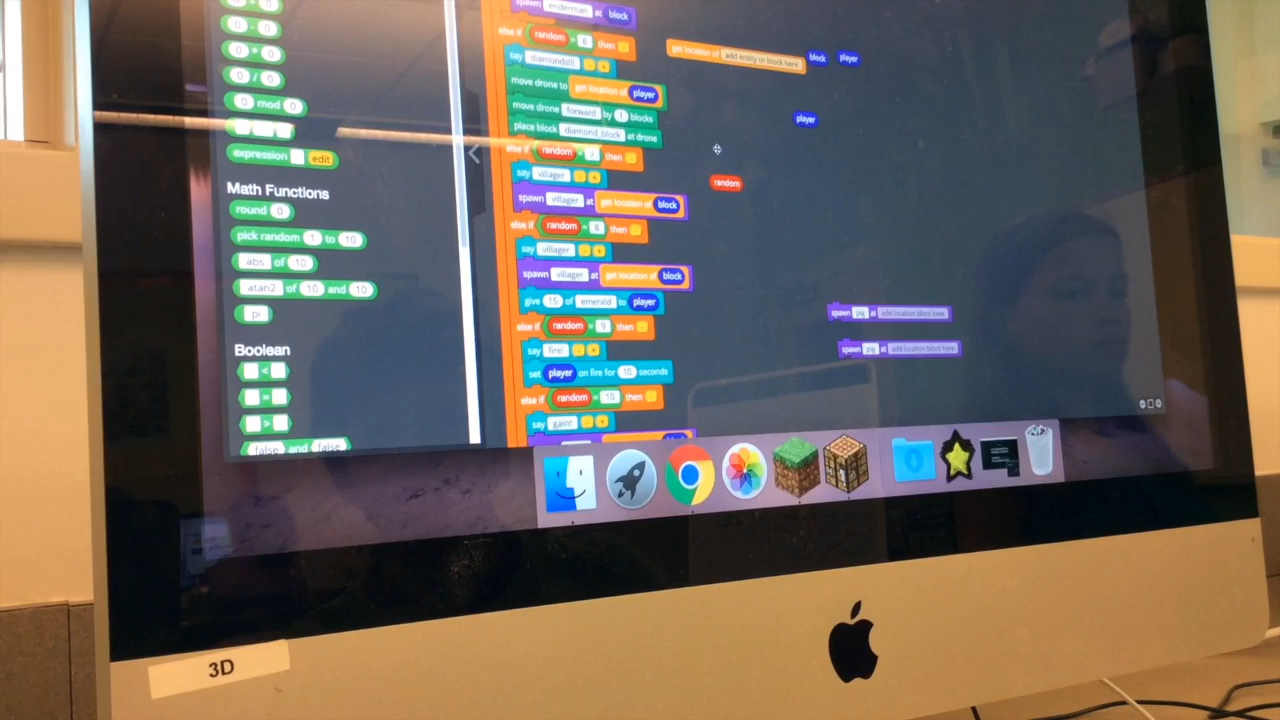 0 - 0
0 * 0
0 / 0
0 mod 0
expression edit
Math Functions
round 0
pick random 1 to 10
abs of 10
atan2 of 10 and 10
pi
Boolean
<
=
>
false and false
spawn enderman at block
else if random = 6 then
say diamonds!!!
move drone to get location of player
move drone forward by 1 blocks
place block diamond_block at drone
else if random = 7 then
say villager
spawn villager at get location of block
else if random = 8 then
say villager
spawn villager at get location of block
give 15 of emerald to player
else if random = 9 then
say fire!
set player on fire for 10 seconds
else if random = 10 then
say gaint
get location of add entity or block here block player
player
random
spawn pig at add location block here
spawn pig at add location block here
3D